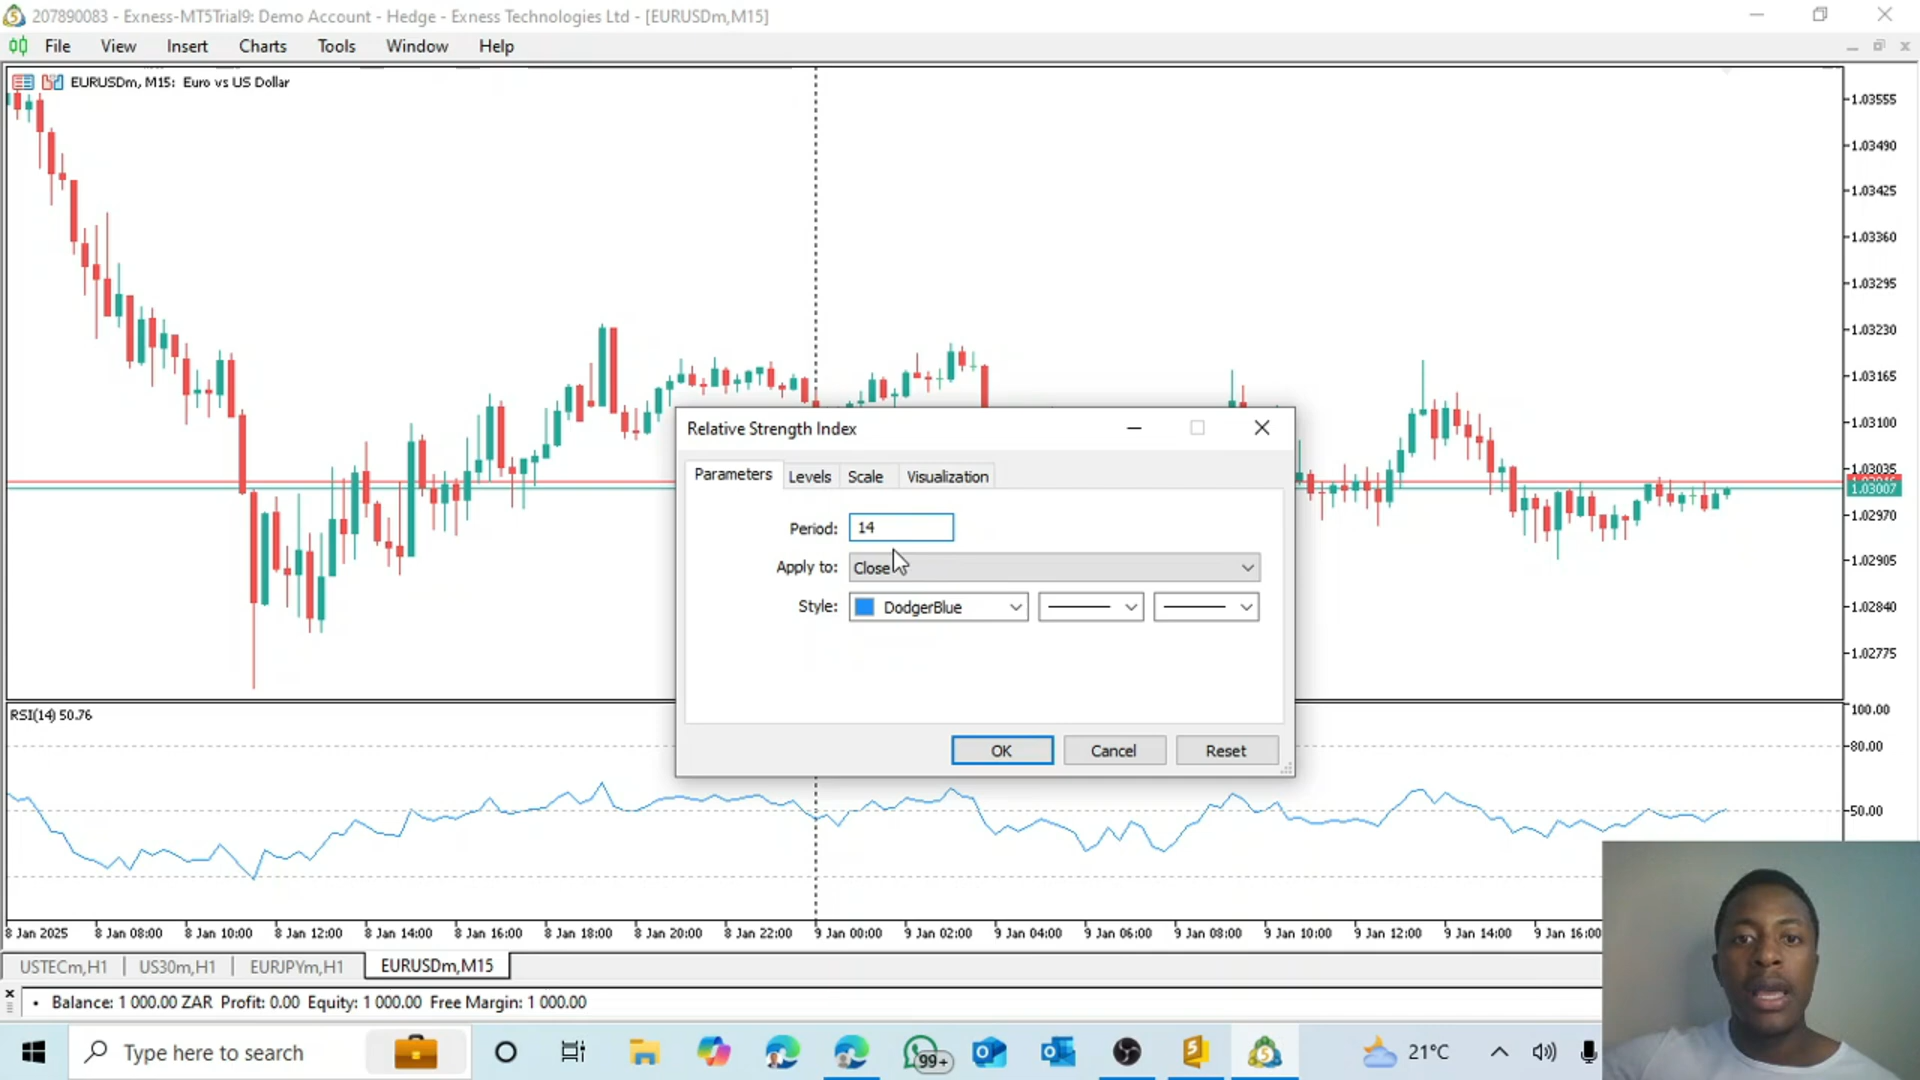 207890083 - Exness-MT5Trial9: Demo Account - Hedge - Exness Technologies Ltd - [EURUSDm,M15]
File View Insert Charts Tools Window Help
EURUSDm, M15: Euro vs US Dollar
1.03555
1.03490
1.03425
1.03360
1.03295
1.03230
1.03165
1.03100
1.03035
1.03007
1.02970
1.02905
1.02840
1.02775
Relative Strength Index
Parameters Levels Scale Visualization
Period: 14
Apply to: Close
Style: DodgerBlue
OK Cancel Reset
RSI(14) 50.76
100.00
80.00
50.00
8 Jan 2025 8 Jan 08:00 8 Jan 10:00 8 Jan 12:00 8 Jan 14:00 8 Jan 16:00 8 Jan 18:00 8 Jan 20:00 8 Jan 22:00 9 Jan 00:00 9 Jan 02:00 9 Jan 04:00 9 Jan 06:00 9 Jan 08:00 9 Jan 10:00 9 Jan 12:00 9 Jan 14:00 9 Jan 16:00
USTECm,H1 US30m,H1 EURJPYm,H1 EURUSDm,M15
Balance: 1 000.00 ZAR Profit: 0.00 Equity: 1 000.00 Free Margin: 1 000.00
Type here to search
99+
21°C